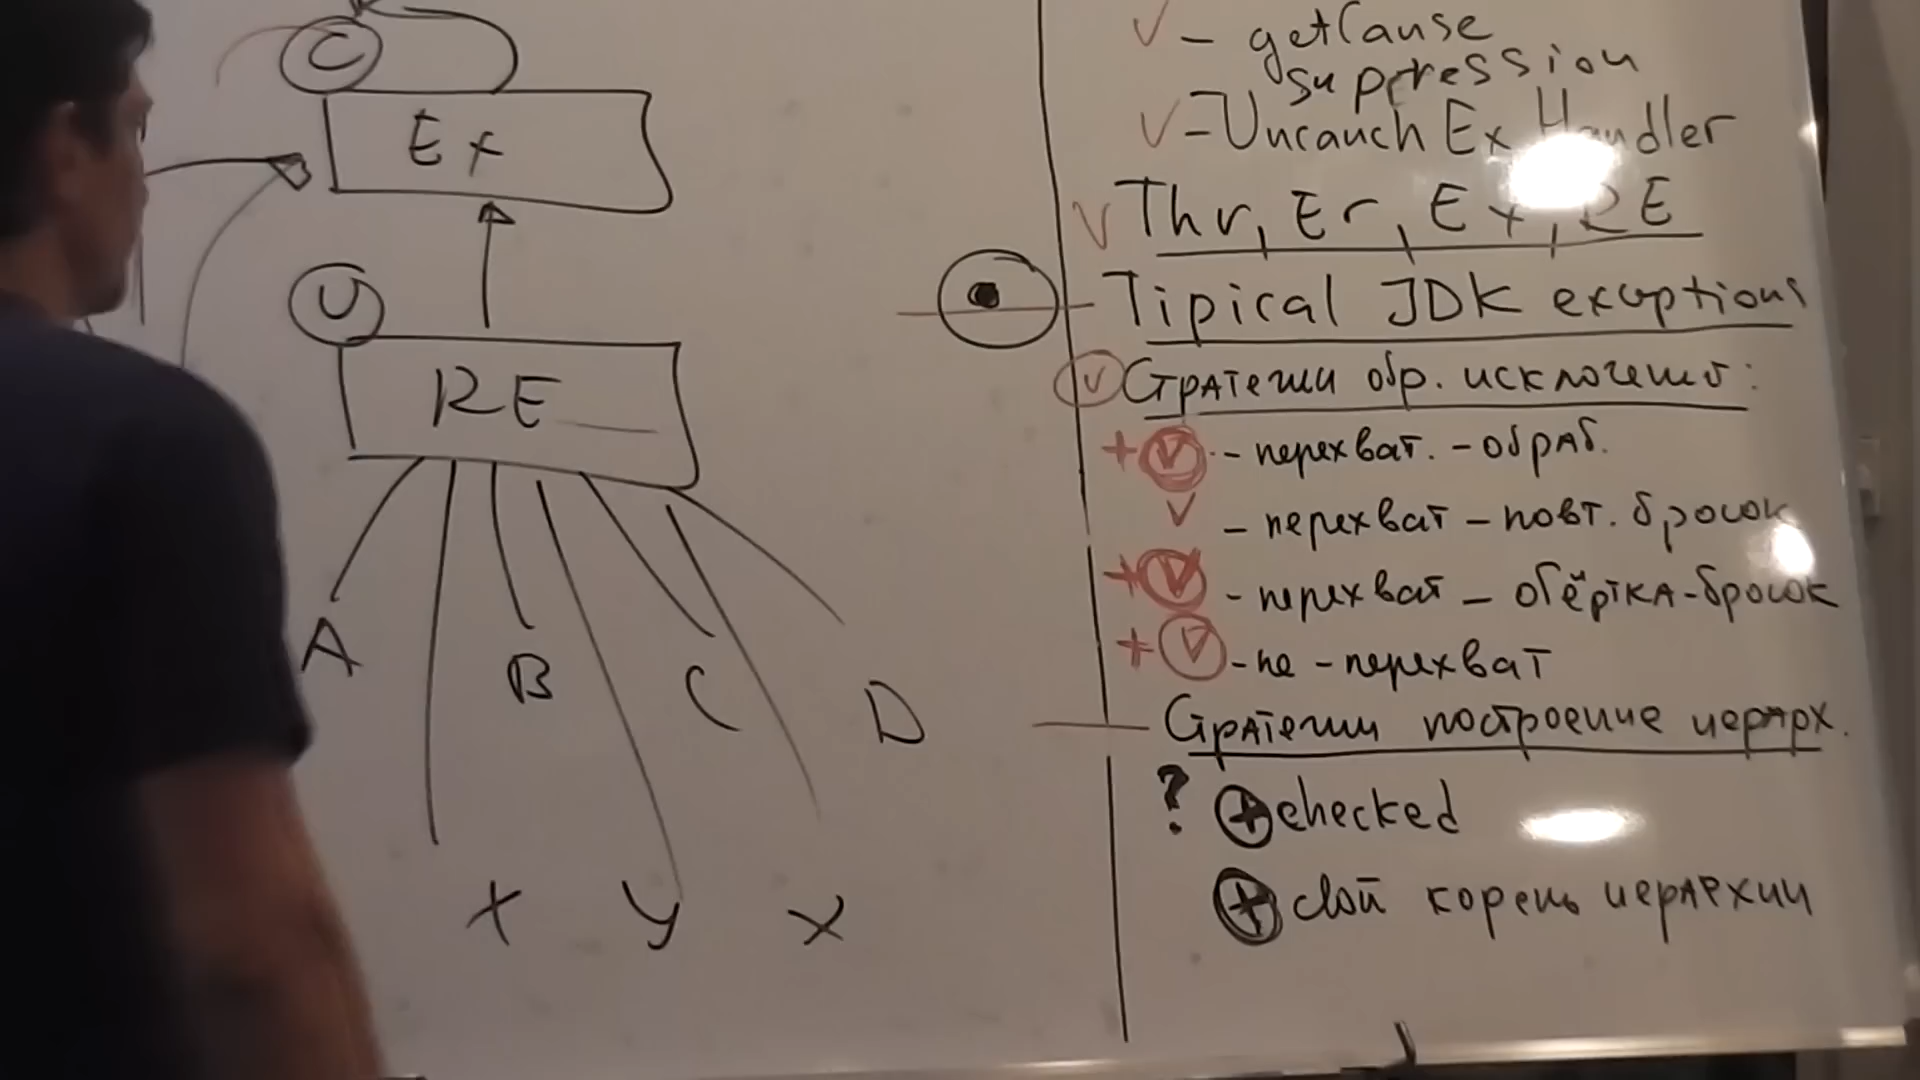 C
Ex
U
RE
A
B
C
D
X
Y
X
V - getCause
suppression
V - Uncauch Ex Handler
V Thr, Er, Ex, RE
Tipical JDK exceptions
V Стратегии обр. исключений:
+ V - перехват. - обраб.
V - перехват - повт. бросок
+ V - перехват - обёртка-бросок
+ V - не - перехват
Стратегии построение иерарх.
? + checked
+ свой корень иерархии